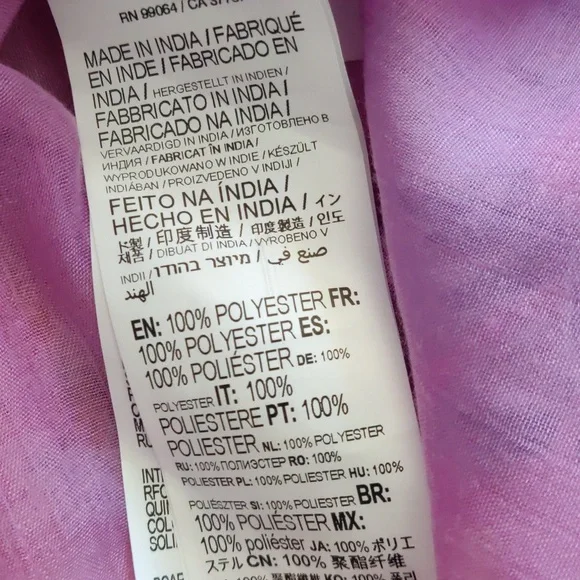 RN 99064 / CA
MADE IN INDIA / FABRIQUÉ
EN INDE / FABRICADO EN
INDIA / HERGESTELLT IN INDIEN /
FABBRICATO IN INDIA /
FABRICADO NA INDIA /
VERVAARDIGD IN INDIA / ИЗГОТОВЛЕНО В
ИНДИЯ / FABRICAT ÎN INDIA /
WYPRODUKOWANO W INDIE / KÉSZÜLT
INDIÁBAN / PROIZVEDENO V INDIJI /
FEITO NA ÍNDIA /
HECHO EN INDIA / イン
ド製 / 印度制造 / 印度製造 / 인도
제품 / DIBUAT DI INDIA / VYROBENO V
INDII / מיוצר בהודו / صنع في
الهند
EN: 100% POLYESTER FR:
100% POLYESTER ES:
100% POLIÉSTER DE: 100%
POLYESTER IT: 100%
POLIESTERE PT: 100%
POLIESTER NL: 100% POLYESTER
RU: 100% ПОЛИЭСТЕР RO: 100%
POLIESTER PL: 100% POLIESTER HU: 100%
POLIÉSZTER SI: 100% POLIESTER BR:
100% POLIÉSTER MX:
100% poliéster JA: 100% ポリエ
ステル CN: 100% 聚酯纤维